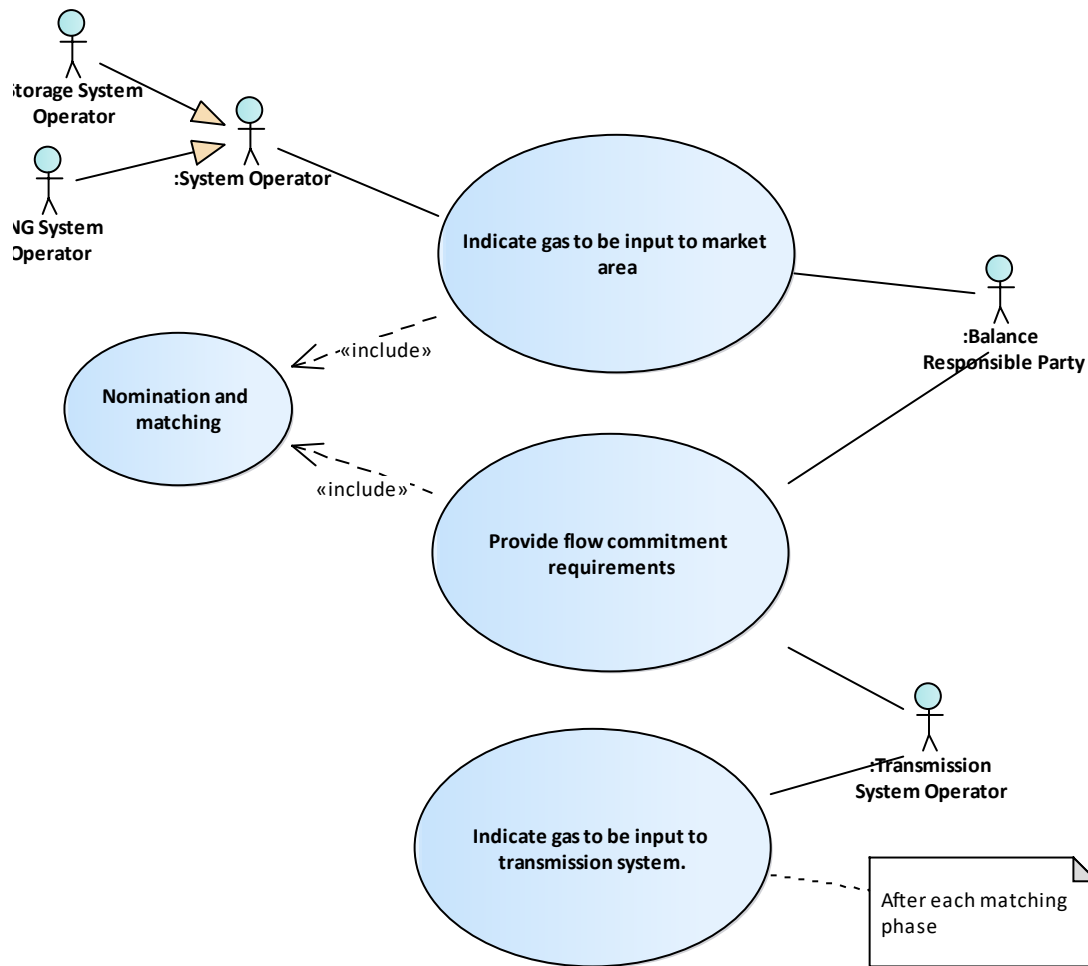 Storage System
Operator
:System Operator
NG System
Operator
Indicate gas to be input to market
area
:Balance
Responsible Party
«include»
Nomination and
matching
«include»
Provide flow commitment
requirements
:Transmission
System Operator
Indicate gas to be input to
transmission system.
After each matching
phase